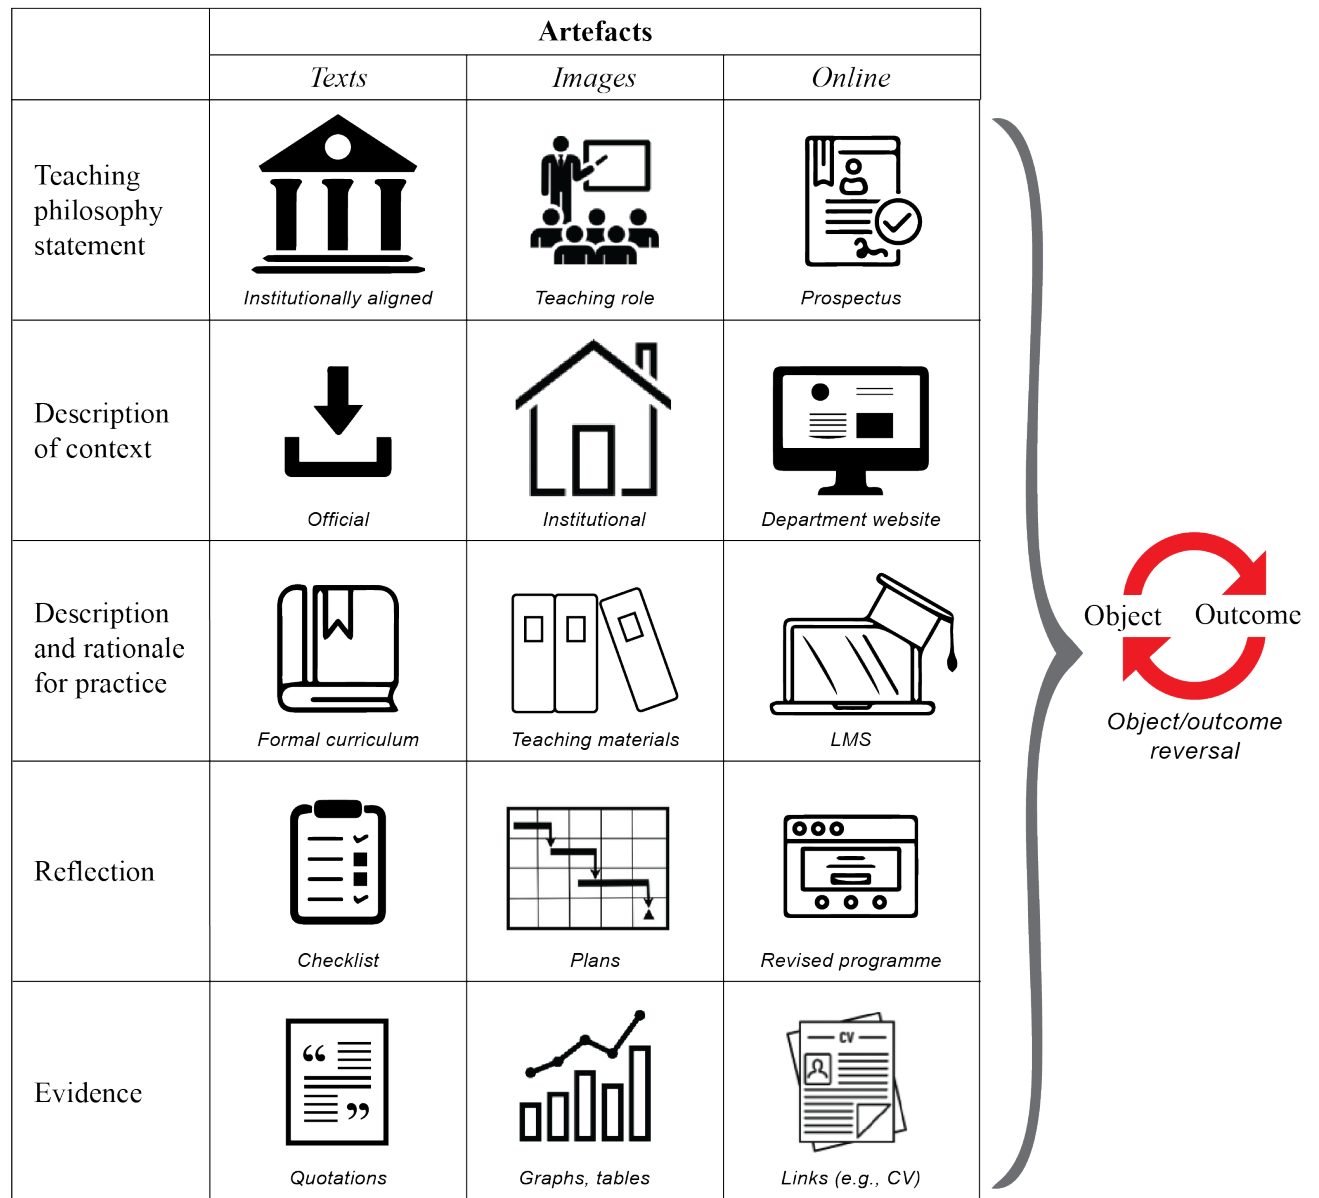 Artefacts
Texts
Images
Online
Teaching
philosophy
statement
Institutionally aligned
Teaching role
Prospectus
Description
of context
Official
Institutional
Department website
Description
and rationale
for practice
Formal curriculum
Teaching materials
LMS
Object
Outcome
Object/outcome
reversal
Reflection
Checklist
Plans
Revised programme
Evidence
“
”
CV
Quotations
Graphs, tables
Links (e.g., CV)